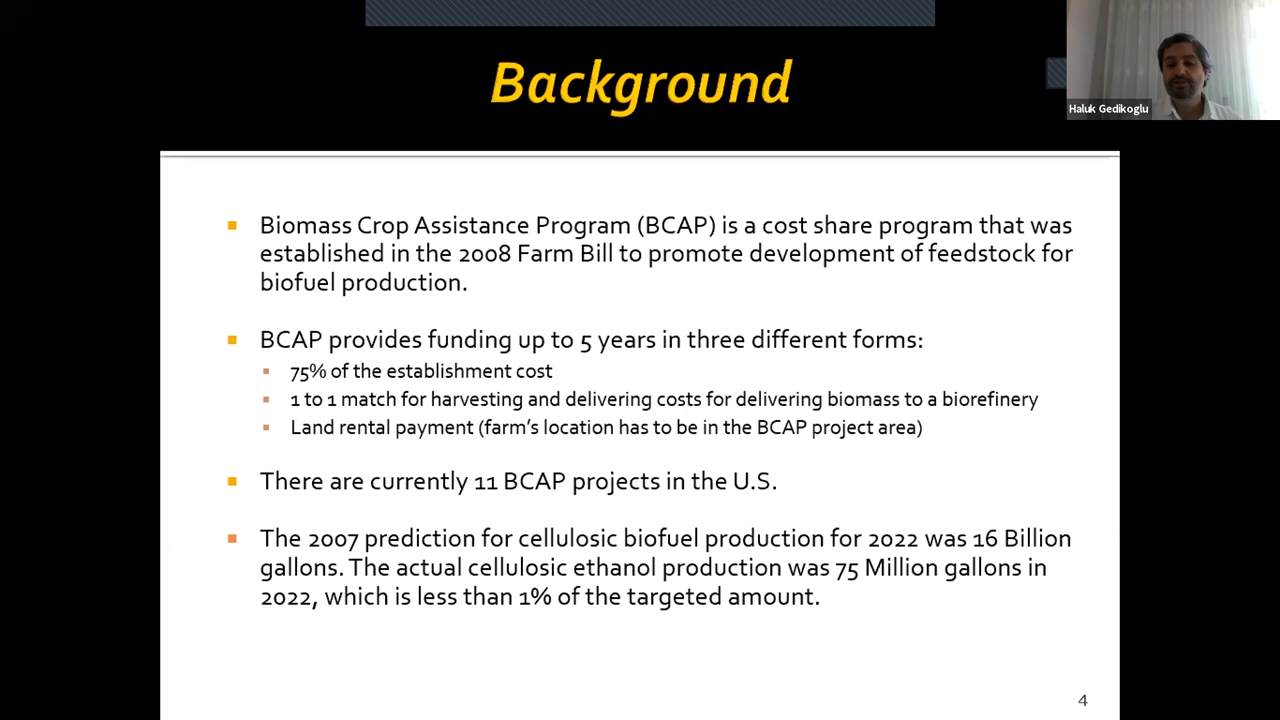 Background
Haluk Gedikoglu
Biomass Crop Assistance Program (BCAP) is a cost share program that was
established in the 2008 Farm Bill to promote development of feedstock for
biofuel production.
BCAP provides funding up to 5 years in three different forms:
75% of the establishment cost
1 to 1 match for harvesting and delivering costs for delivering biomass to a biorefinery
Land rental payment (farm's location has to be in the BCAP project area)
There are currently 11 BCAP projects in the U.S.
The 2007 prediction for cellulosic biofuel production for 2022 was 16 Billion
gallons. The actual cellulosic ethanol production was 75 Million gallons in
2022, which is less than 1% of the targeted amount.
4